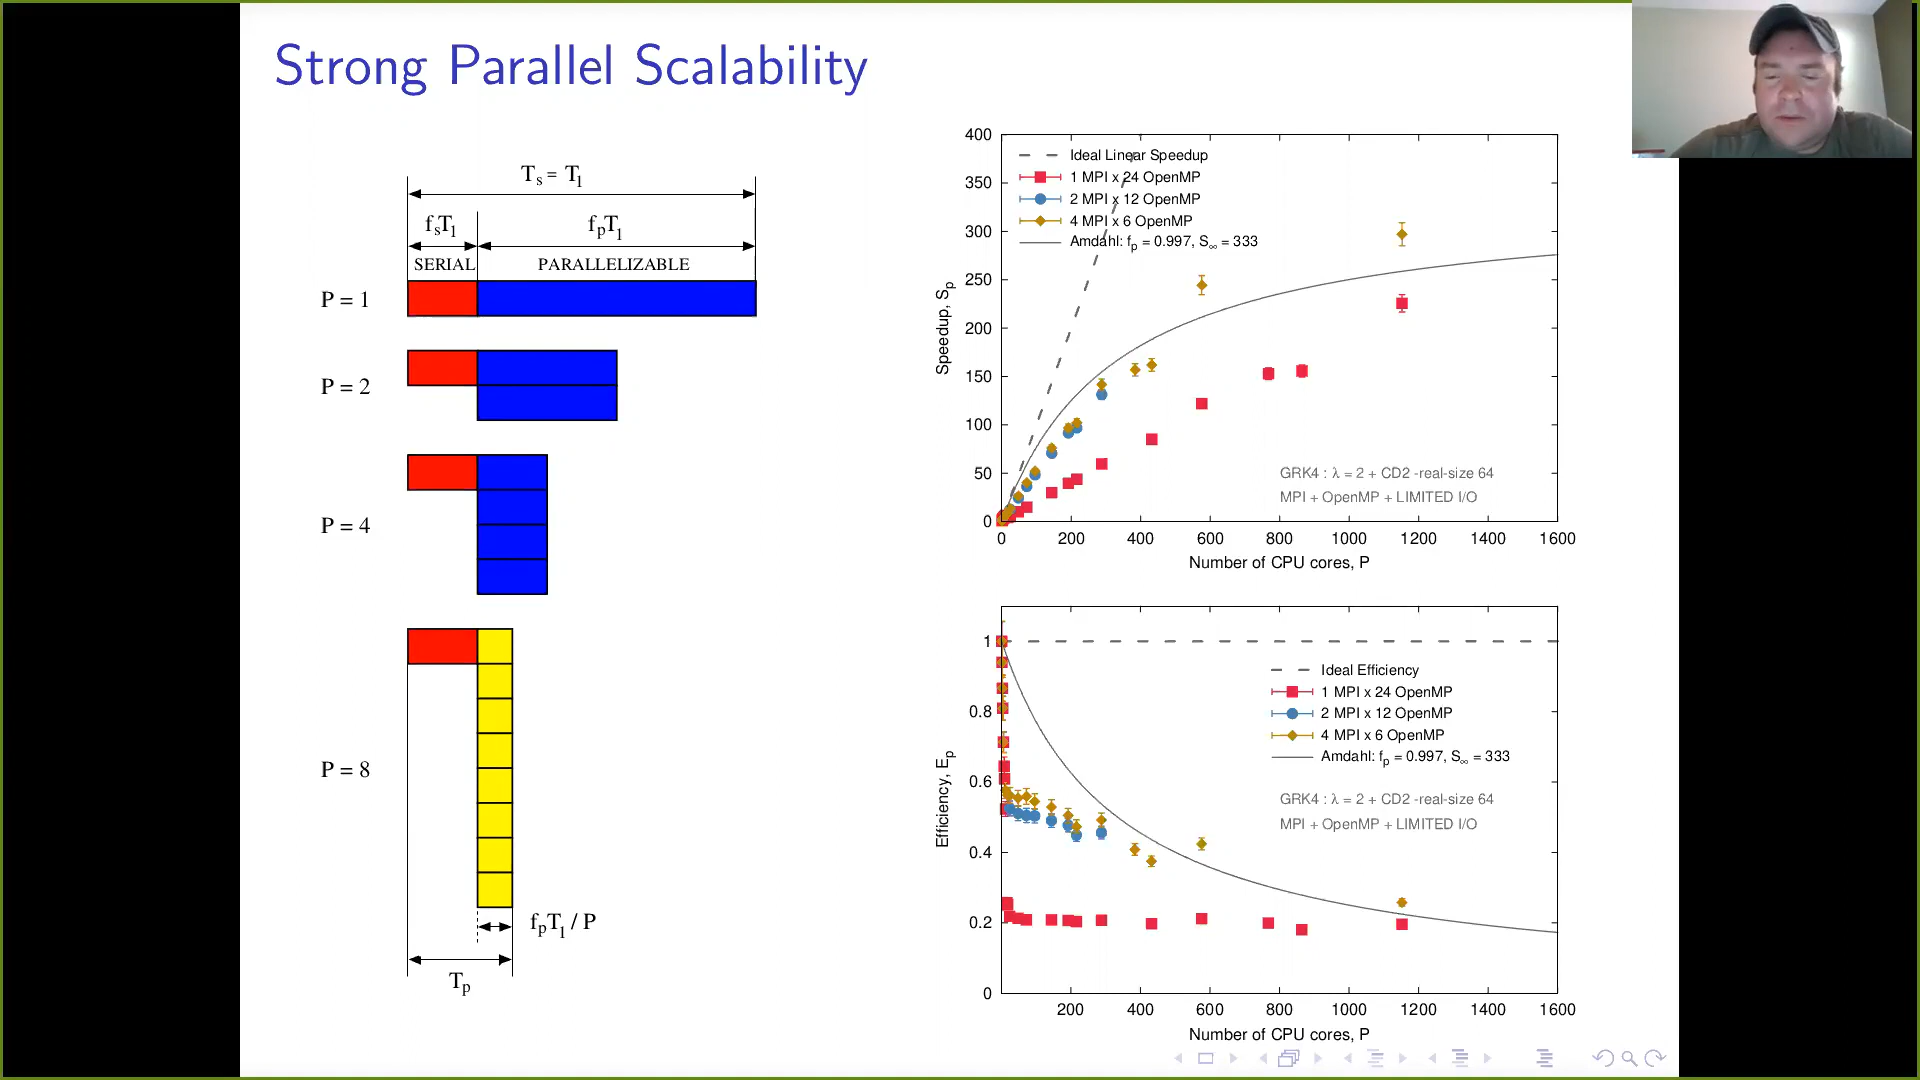 Strong Parallel Scalability
Ts = T1
fsT1
fpT1
SERIAL
PARALLELIZABLE
P = 1
P = 2
P = 4
P = 8
fpT1 / P
Tp
400
350
300
250
200
150
100
50
0
Speedup, Sp
Ideal Linear Speedup
1 MPI x 24 OpenMP
2 MPI x 12 OpenMP
4 MPI x 6 OpenMP
Amdahl: fp = 0.997, S∞ = 333
GRK4 : λ = 2 + CD2 -real-size 64
MPI + OpenMP + LIMITED I/O
0 200 400 600 800 1000 1200 1400 1600
Number of CPU cores, P
1
0.8
0.6
0.4
0.2
0
Efficiency, Ep
Ideal Efficiency
1 MPI x 24 OpenMP
2 MPI x 12 OpenMP
4 MPI x 6 OpenMP
Amdahl: fp = 0.997, S∞ = 333
GRK4 : λ = 2 + CD2 -real-size 64
MPI + OpenMP + LIMITED I/O
200 400 600 800 1000 1200 1400 1600
Number of CPU cores, P